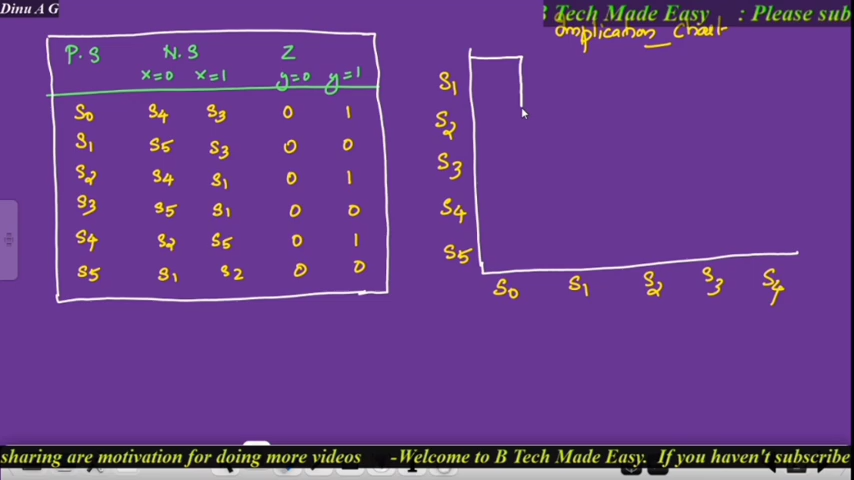 Dinu A G
B Tech Made Easy : Please sub
Implication Chart
P.S N.S Z
x=0 x=1 y=0 y=1
S0 S4 S3 0 1
S1 S5 S3 0 0
S2 S4 S1 0 1
S3 S5 S1 0 0
S4 S2 S5 0 1
S5 S1 S2 0 0
S1
S2
S3
S4
S5
S0 S1 S2 S3 S4
sharing are motivation for doing more videos -Welcome to B Tech Made Easy. If you haven't subscribe